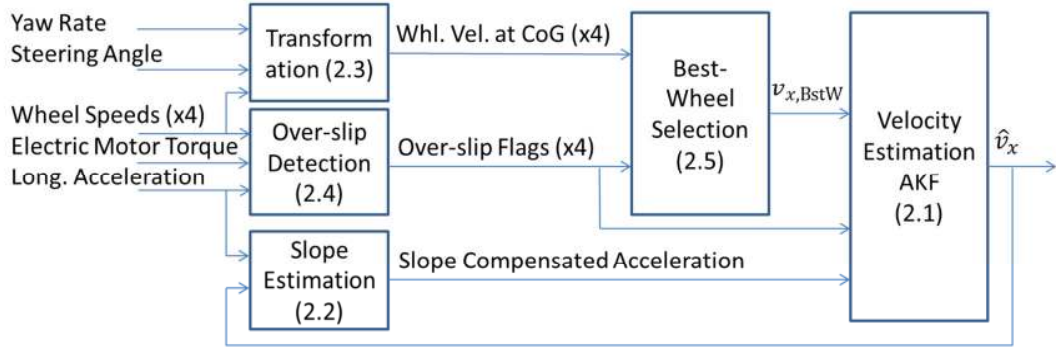 Yaw Rate
Steering Angle
Wheel Speeds (x4)
Electric Motor Torque
Long. Acceleration
Transform
ation (2.3)
Over-slip
Detection
(2.4)
Slope
Estimation
(2.2)
Whl. Vel. at CoG (x4)
Over-slip Flags (x4)
Slope Compensated Acceleration
Best-
Wheel
Selection
(2.5)
v_{x,BstW}
Velocity
Estimation
AKF
(2.1)
v̂_x